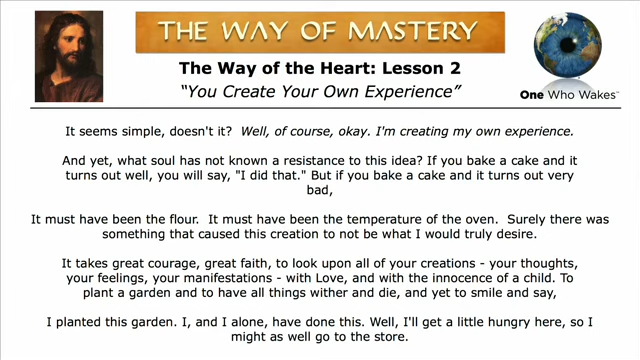 THE WAY OF MASTERY
The Way of the Heart: Lesson 2
“You Create Your Own Experience”
One Who Wakes™
It seems simple, doesn't it?  Well, of course, okay. I'm creating my own experience.
And yet, what soul has not known a resistance to this idea? If you bake a cake and it
turns out well, you will say, "I did that." But if you bake a cake and it turns out very
bad,
It must have been the flour.  It must have been the temperature of the oven.  Surely there was
something that caused this creation to not be what I would truly desire.
It takes great courage, great faith, to look upon all of your creations - your thoughts,
your feelings, your manifestations - with Love, and with the innocence of a child. To
plant a garden and to have all things wither and die, and yet to smile and say,
I planted this garden. I, and I alone, have done this. Well, I'll get a little hungry here, so I
might as well go to the store.